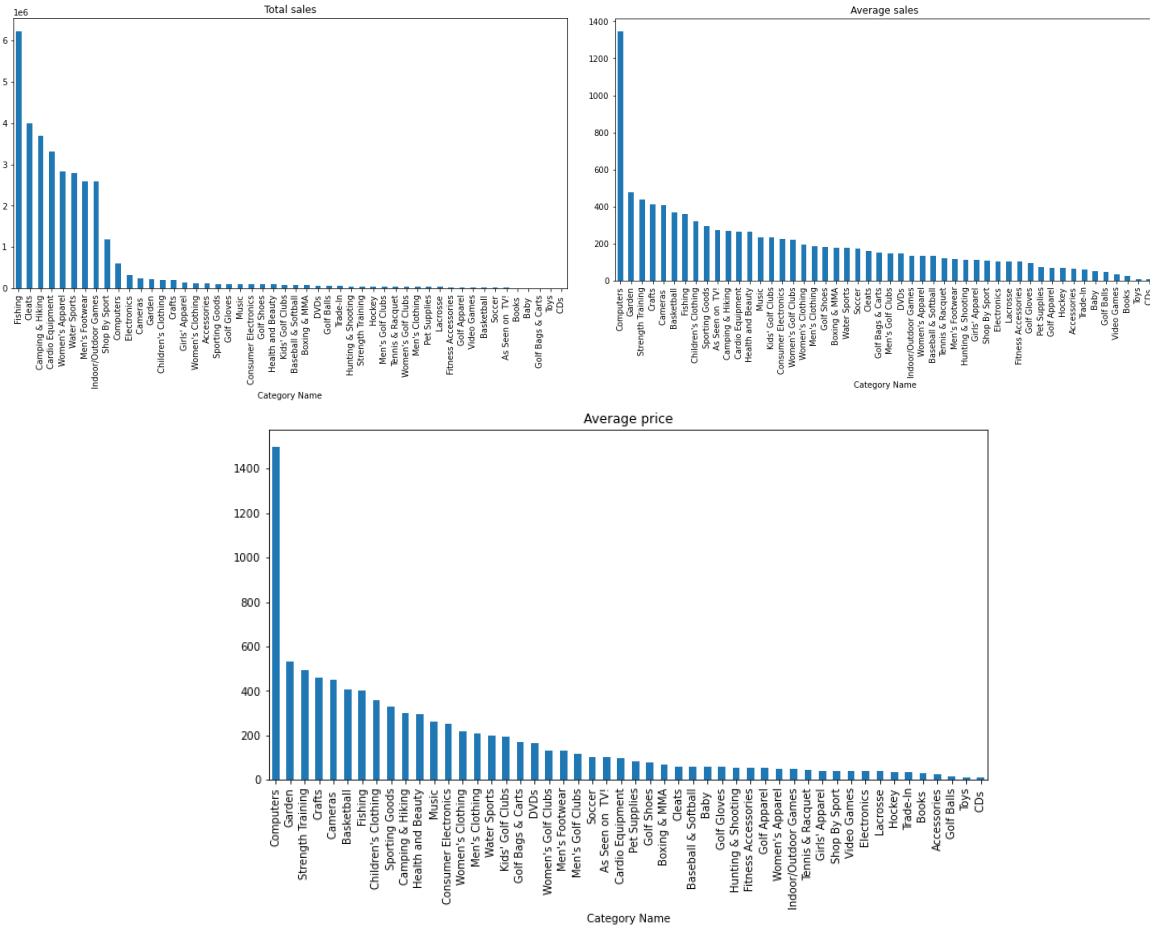 Total sales
1e6
6
5
4
3
2
1
0
Fishing
Cleats
Camping & Hiking
Cardio Equipment
Women's Apparel
Water Sports
Men's Footwear
Indoor/Outdoor Games
Shop By Sport
Computers
Electronics
Cameras
Garden
Children's Clothing
Crafts
Girls' Apparel
Women's Clothing
Accessories
Sporting Goods
Golf Gloves
Music
Consumer Electronics
Golf Shoes
Health and Beauty
Kids' Golf Clubs
Baseball & Softball
Boxing & MMA
DVDs
Golf Balls
Trade-In
Hunting & Shooting
Strength Training
Hockey
Men's Golf Clubs
Tennis & Racquet
Women's Golf Clubs
Men's Clothing
Pet Supplies
Lacrosse
Fitness Accessories
Golf Apparel
Video Games
Basketball
As Seen on TV!
Soccer
Books
Baby
Golf Bags & Carts
Toys
CDs
Category Name
Average sales
1400
1200
1000
800
600
400
200
0
Computers
Garden
Strength Training
Crafts
Cameras
Basketball
Fishing
Children's Clothing
Sporting Goods
As Seen on TV!
Camping & Hiking
Cardio Equipment
Health and Beauty
Music
Kids' Golf Clubs
Consumer Electronics
Women's Golf Clubs
Women's Clothing
Men's Clothing
Golf Shoes
Boxing & MMA
Water Sports
Soccer
Cleats
Golf Bags & Carts
Men's Golf Clubs
DVDs
Indoor/Outdoor Games
Women's Apparel
Baseball & Softball
Tennis & Racquet
Men's Footwear
Hunting & Shooting
Girls' Apparel
Shop By Sport
Electronics
Lacrosse
Fitness Accessories
Golf Gloves
Pet Supplies
Golf Apparel
Hockey
Accessories
Trade-In
Baby
Golf Balls
Video Games
Books
Toys
CDs
Category Name
Average price
1400
1200
1000
800
600
400
200
0
Computers
Garden
Strength Training
Crafts
Cameras
Basketball
Fishing
Children's Clothing
Sporting Goods
Camping & Hiking
Health and Beauty
Music
Consumer Electronics
Women's Clothing
Men's Clothing
Water Sports
Kids' Golf Clubs
Golf Bags & Carts
DVDs
Women's Golf Clubs
Men's Footwear
Men's Golf Clubs
Soccer
As Seen on TV!
Cardio Equipment
Pet Supplies
Golf Shoes
Boxing & MMA
Cleats
Baseball & Softball
Baby
Golf Gloves
Hunting & Shooting
Fitness Accessories
Golf Apparel
Women's Apparel
Indoor/Outdoor Games
Tennis & Racquet
Girls' Apparel
Shop By Sport
Video Games
Electronics
Lacrosse
Hockey
Trade-In
Books
Accessories
Golf Balls
Toys
CDs
Category Name